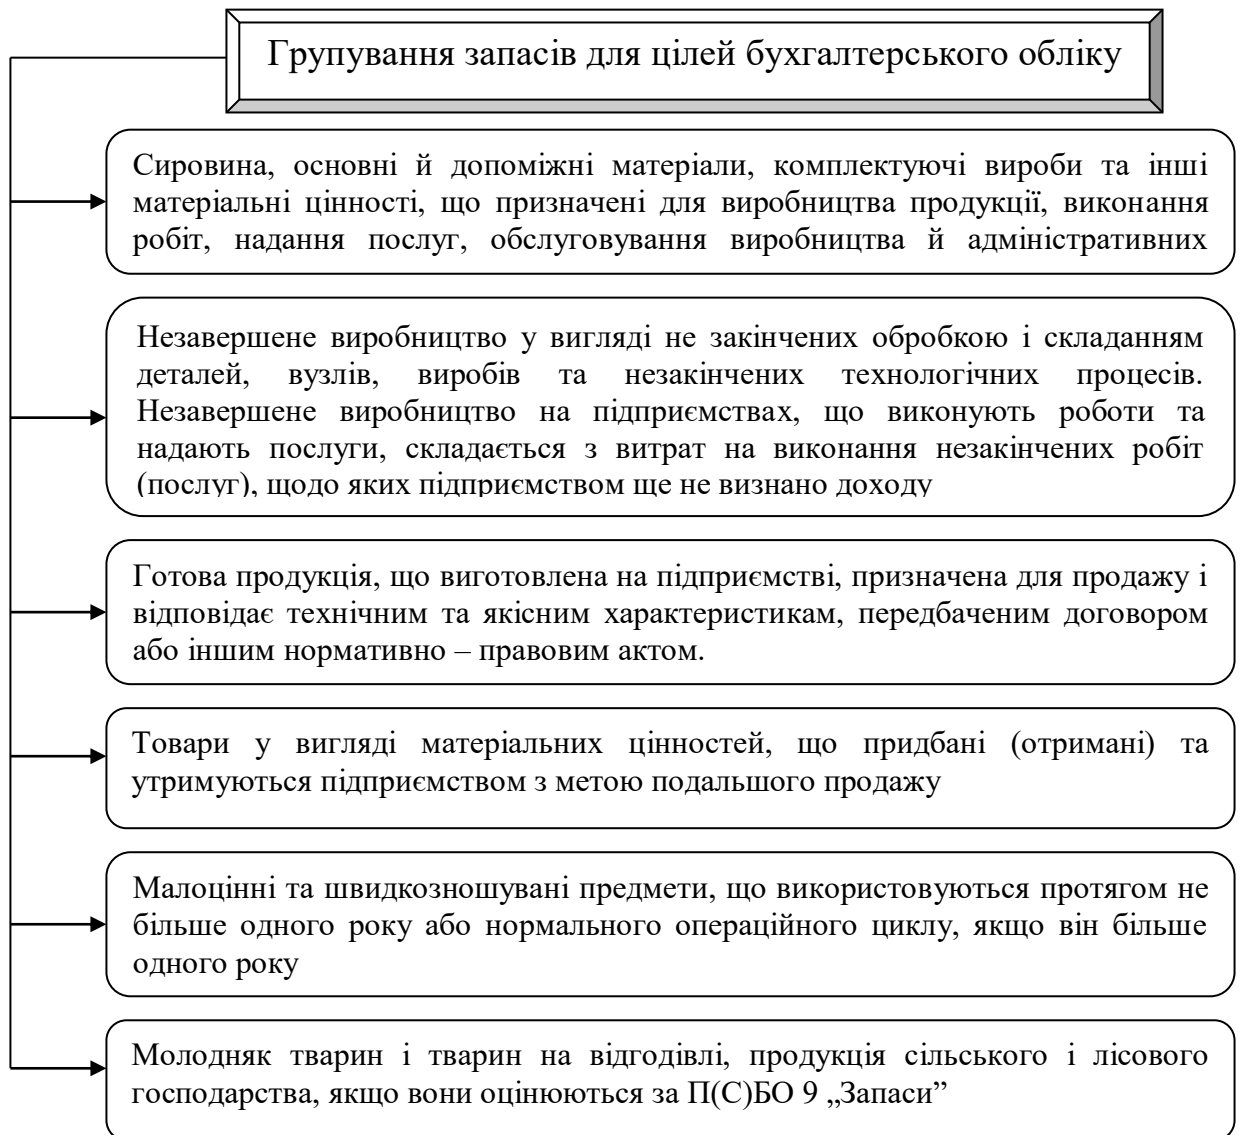 Групування запасів для цілей бухгалтерського обліку
Сировина, основні й допоміжні матеріали, комплектуючі вироби та інші
матеріальні цінності, що призначені для виробництва продукції, виконання
робіт, надання послуг, обслуговування виробництва й адміністративних
Незавершене виробництво у вигляді не закінчених обробкою і складанням
деталей, вузлів, виробів та незакінчених технологічних процесів.
Незавершене виробництво на підприємствах, що виконують роботи та
надають послуги, складається з витрат на виконання незакінчених робіт
(послуг), щодо яких підприємством ще не визнано доходу
Готова продукція, що виготовлена на підприємстві, призначена для продажу і
відповідає технічним та якісним характеристикам, передбаченим договором
або іншим нормативно – правовим актом.
Товари у вигляді матеріальних цінностей, що придбані (отримані) та
утримуються підприємством з метою подальшого продажу
Малоцінні та швидкозношувані предмети, що використовуються протягом не
більше одного року або нормального операційного циклу, якщо він більше
одного року
Молодняк тварин і тварин на відгодівлі, продукція сільського і лісового
господарства, якщо вони оцінюються за П(С)БО 9 „Запаси”